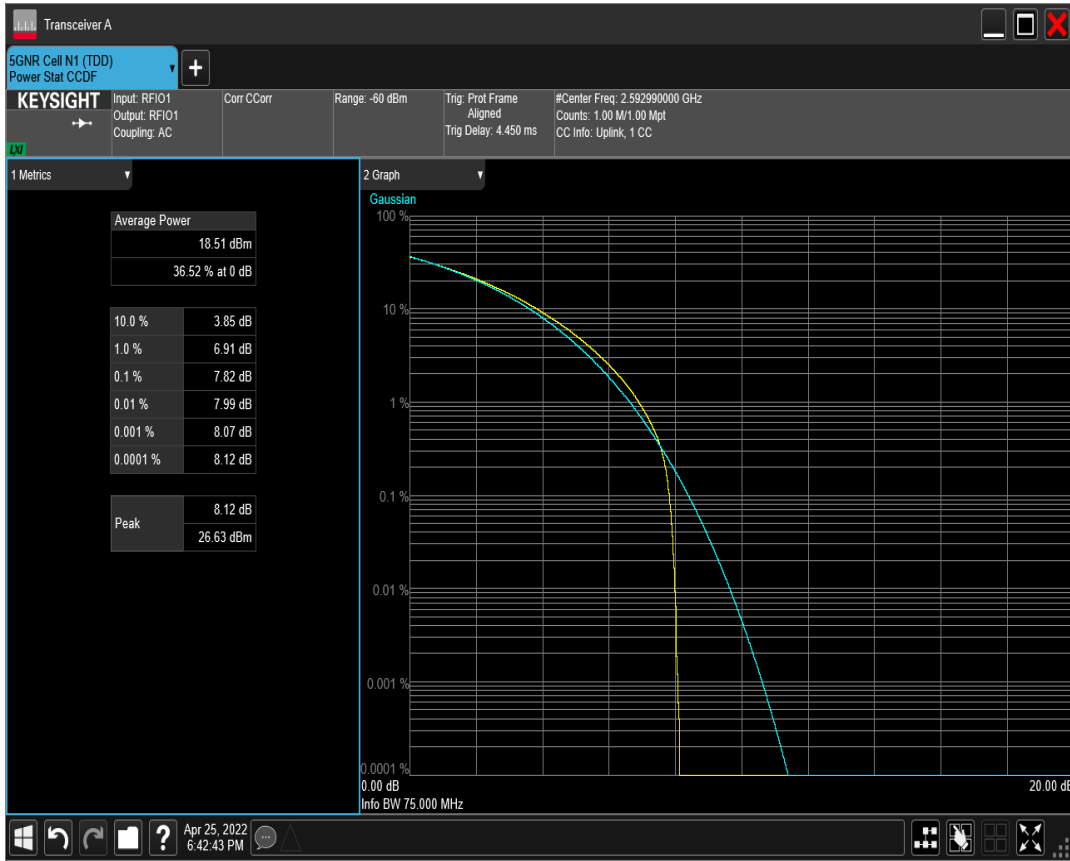 Transceiver A
5GNR Cell N1 (TDD)
Power Stat CCDF
+
KEYSIGHT
LXI
Input: RFIO1
Output: RFIO1
Coupling: AC
Corr CCorr
Range: -60 dBm
Trig: Prot Frame
Aligned
Trig Delay: 4.450 ms
#Center Freq: 2.592990000 GHz
Counts: 1.00 M/1.00 Mpt
CC Info: Uplink, 1 CC
1 Metrics
Average Power
18.51 dBm
36.52 % at 0 dB
10.0 % 3.85 dB
1.0 % 6.91 dB
0.1 % 7.82 dB
0.01 % 7.99 dB
0.001 % 8.07 dB
0.0001 % 8.12 dB
Peak
8.12 dB
26.63 dBm
2 Graph
Gaussian
100 %
10 %
1 %
0.1 %
0.01 %
0.001 %
0.0001 %
0.00 dB
20.00 dB
Info BW 75.000 MHz
?
Apr 25, 2022
6:42:43 PM